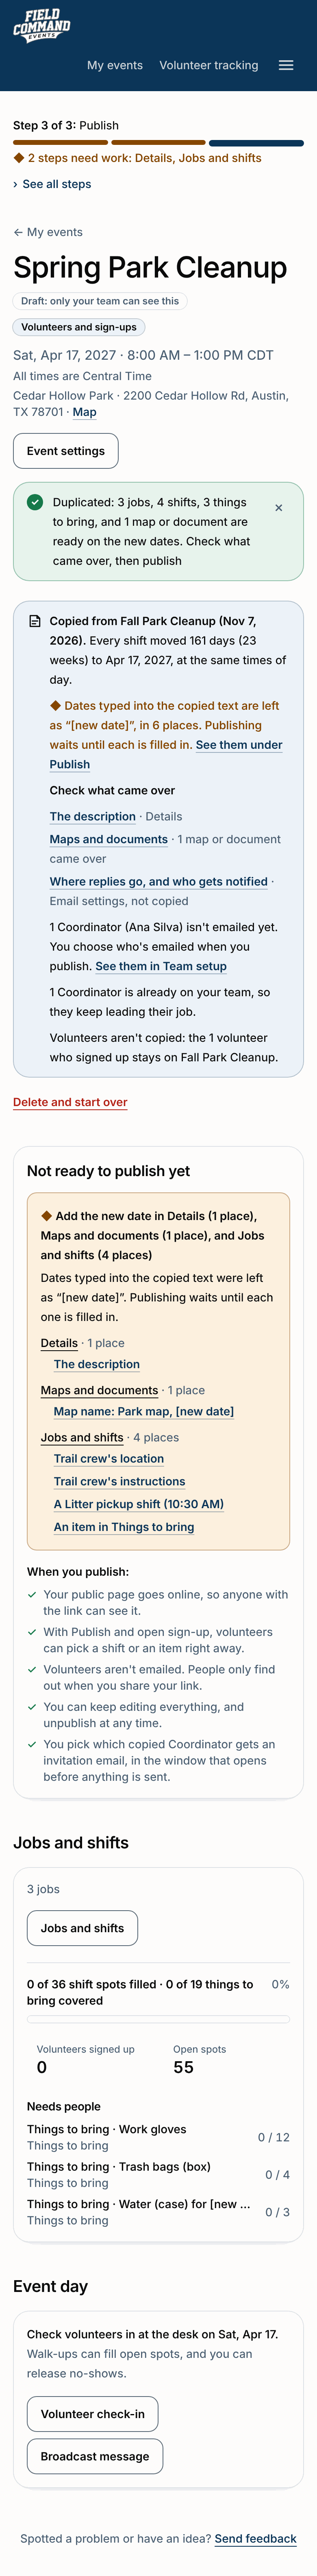 FIELD
COMMAND
EVENTS
My events
Volunteer tracking
Step 3 of 3: Publish
◆ 2 steps need work: Details, Jobs and shifts
› See all steps
← My events
Spring Park Cleanup
Draft: only your team can see this
Volunteers and sign-ups
Sat, Apr 17, 2027 · 8:00 AM – 1:00 PM CDT
All times are Central Time
Cedar Hollow Park · 2200 Cedar Hollow Rd, Austin,
TX 78701 · Map
Event settings
Duplicated: 3 jobs, 4 shifts, 3 things
to bring, and 1 map or document are
ready on the new dates. Check what
came over, then publish
×
Copied from Fall Park Cleanup (Nov 7,
2026). Every shift moved 161 days (23
weeks) to Apr 17, 2027, at the same times of
day.
◆ Dates typed into the copied text are left
as “[new date]”, in 6 places. Publishing
waits until each is filled in. See them under
Publish
Check what came over
The description · Details
Maps and documents · 1 map or document
came over
Where replies go, and who gets notified ·
Email settings, not copied
1 Coordinator (Ana Silva) isn't emailed yet.
You choose who's emailed when you
publish. See them in Team setup
1 Coordinator is already on your team, so
they keep leading their job.
Volunteers aren't copied: the 1 volunteer
who signed up stays on Fall Park Cleanup.
Delete and start over
Not ready to publish yet
◆ Add the new date in Details (1 place),
Maps and documents (1 place), and Jobs
and shifts (4 places)
Dates typed into the copied text were left
as “[new date]”. Publishing waits until each
one is filled in.
Details · 1 place
The description
Maps and documents · 1 place
Map name: Park map, [new date]
Jobs and shifts · 4 places
Trail crew's location
Trail crew's instructions
A Litter pickup shift (10:30 AM)
An item in Things to bring
When you publish:
✓ Your public page goes online, so anyone with
the link can see it.
✓ With Publish and open sign-up, volunteers
can pick a shift or an item right away.
✓ Volunteers aren't emailed. People only find
out when you share your link.
✓ You can keep editing everything, and
unpublish at any time.
✓ You pick which copied Coordinator gets an
invitation email, in the window that opens
before anything is sent.
Jobs and shifts
3 jobs
Jobs and shifts
0 of 36 shift spots filled · 0 of 19 things to
bring covered
0%
Volunteers signed up
0
Open spots
55
Needs people
Things to bring · Work gloves
Things to bring
0 / 12
Things to bring · Trash bags (box)
Things to bring
0 / 4
Things to bring · Water (case) for [new ...
Things to bring
0 / 3
Event day
Check volunteers in at the desk on Sat, Apr 17.
Walk-ups can fill open spots, and you can
release no-shows.
Volunteer check-in
Broadcast message
Spotted a problem or have an idea? Send feedback